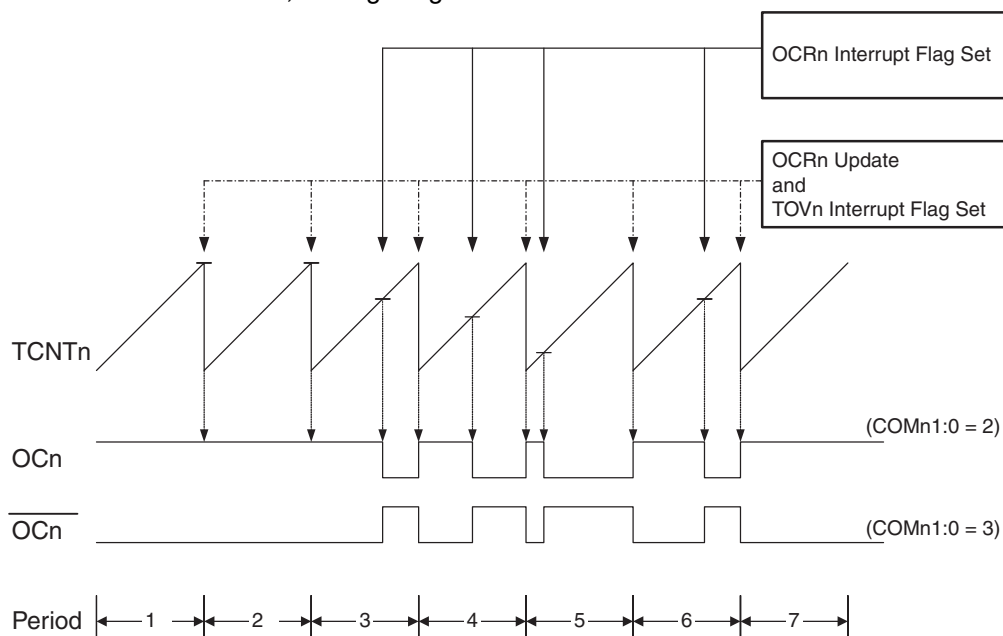 OCRn Interrupt Flag Set
OCRn Update
and
TOVn Interrupt Flag Set
TCNTn
(COMn1:0 = 2)
OCn
OCn
(COMn1:0 = 3)
Period
1
2
3
4
5
6
7